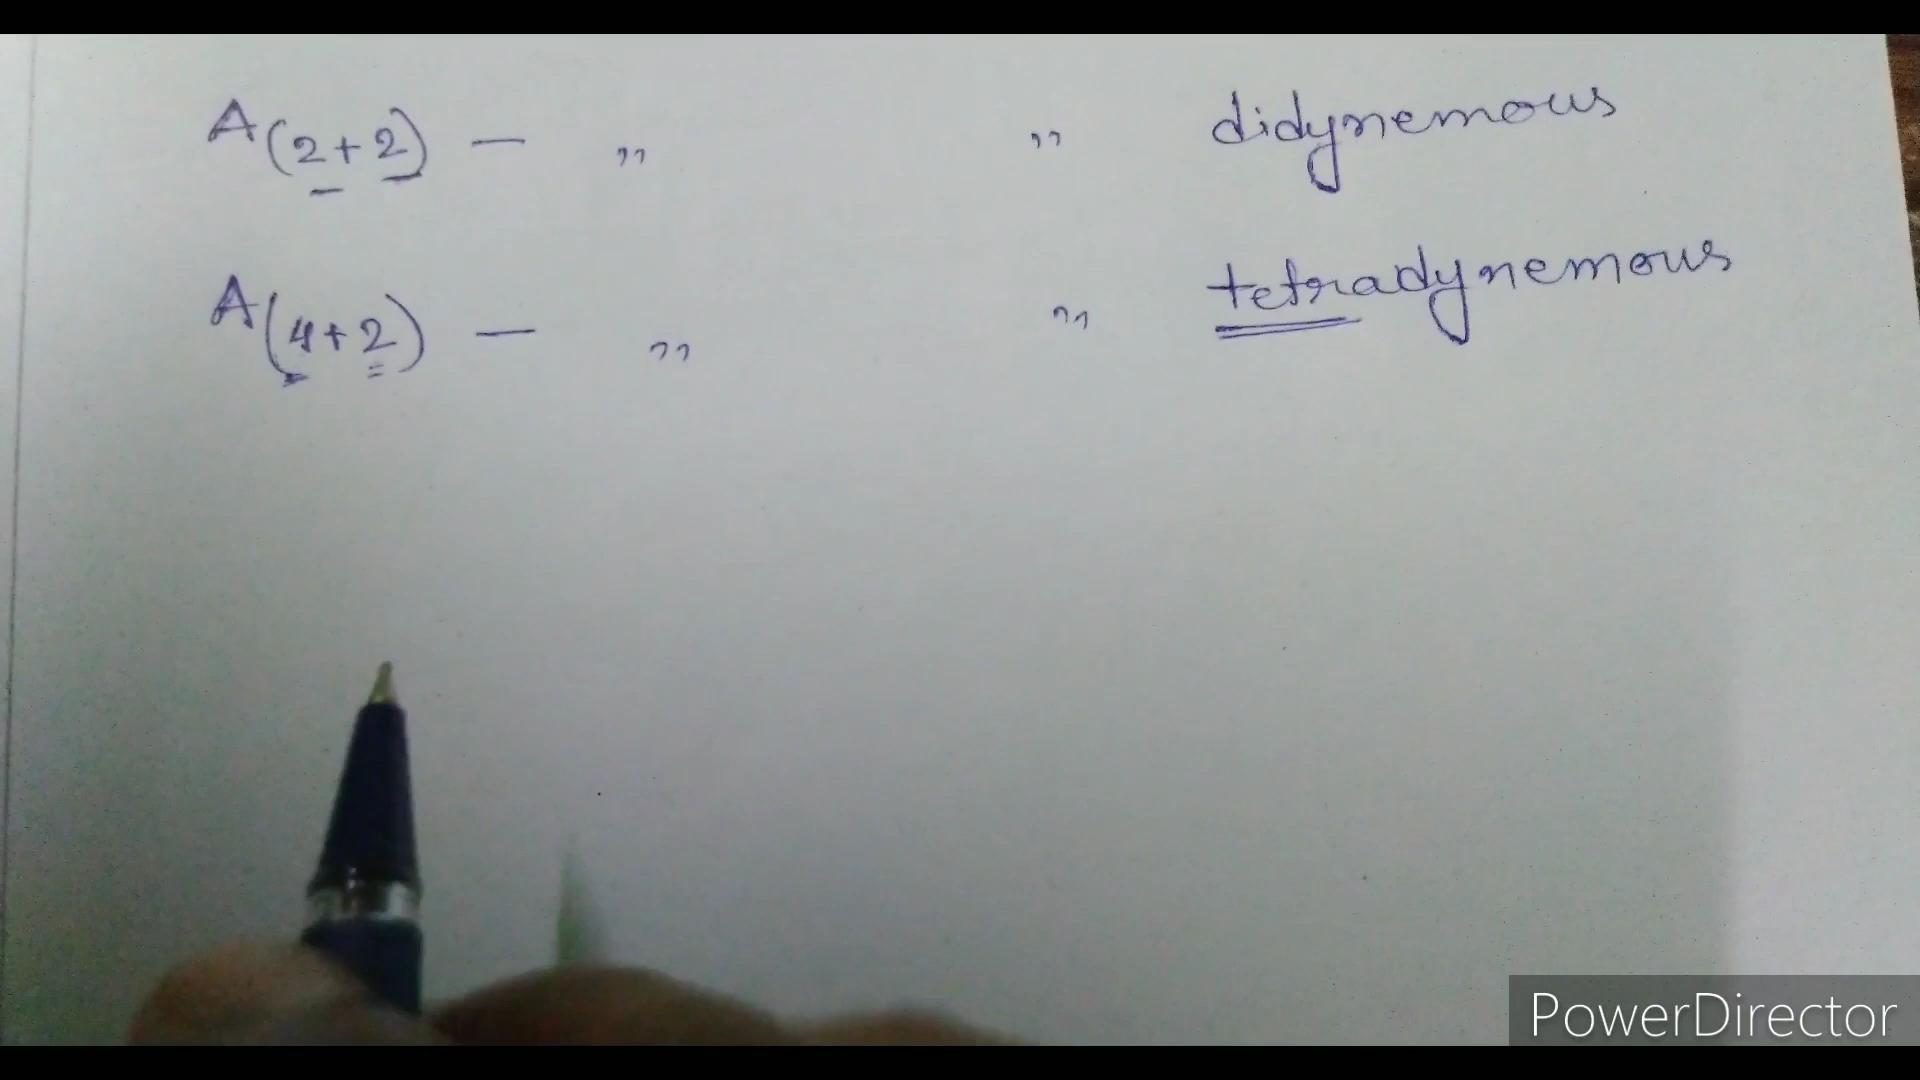 A(2+2) — ,, ,, didynemous
A(4+2) — ,, ,, tetradynemous
PowerDirector